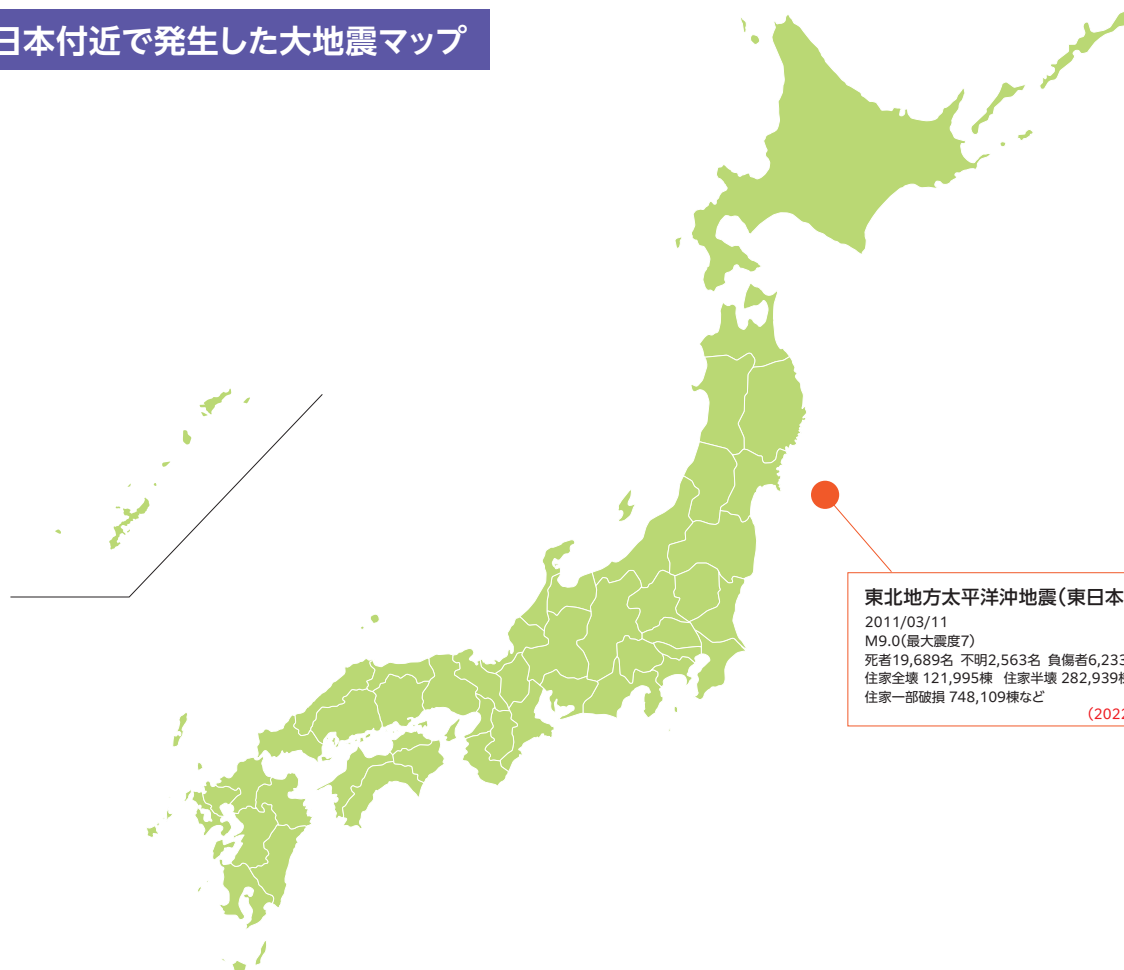 日本付近で発生した大地震マップ
東北地方太平洋沖地震（東日本
2011/03/11
M9.0(最大震度7)
死者19,689名 不明2,563名 負傷者6,233
住家全壊 121,995棟 住家半壊 282,939棟
住家一部破損 748,109棟など
（2022